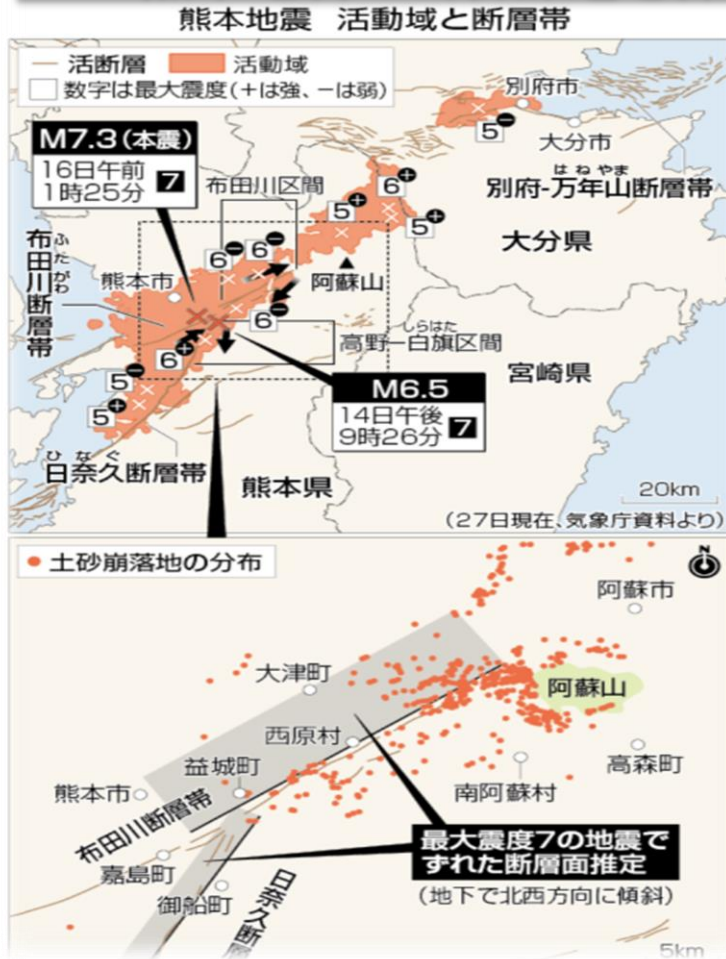 熊本地震 活動域と断層帯
活断層 活動域
数字は最大震度(+は強、-は弱)
別府市
5-
大分市
はねやま
別府-万年山断層帯
M7.3(本震)
16日午前
1時25分
7
布田川区間
6+
5+
5+
大分県
ふたがわ
布田川断層帯
熊本市
6-
6-
阿蘇山
6-
しらはた
高野-白旗区間
宮崎県
6+
5-
5+
M6.5
14日午後
9時26分
7
ひなぐ
日奈久断層帯
熊本県
20km
(27日現在、気象庁資料より)
土砂崩落地の分布
N
阿蘇市
大津町
阿蘇山
西原村
益城町
高森町
熊本市
南阿蘇村
布田川断層帯
最大震度7の地震で
ずれた断層面推定
(地下で北西方向に傾斜)
嘉島町
御船町
日奈久断層
5km